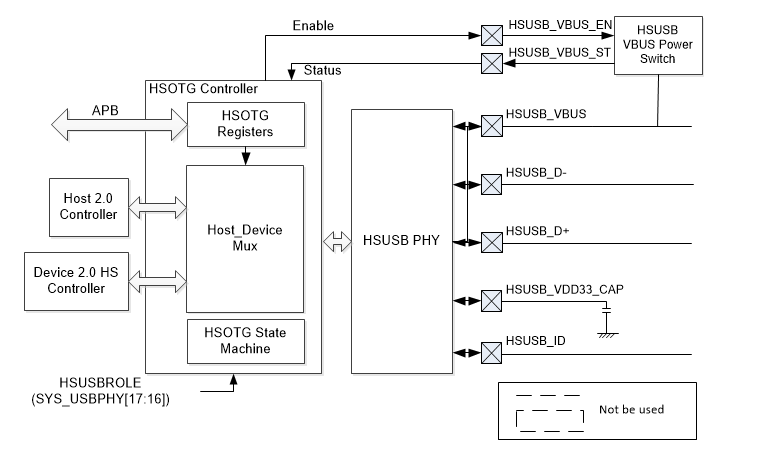 Enable
HSUSB_VBUS_EN
HSUSB
VBUS Power
Switch
HSUSB_VBUS_ST
Status
HSOTG Controller
APB
HSOTG
Registers
HSUSB_VBUS
Host 2.0
Controller
Host_Device
Mux
HSUSB PHY
HSUSB_D-
HSUSB_D+
Device 2.0 HS
Controller
HSUSB_VDD33_CAP
HSOTG State
Machine
HSUSB_ID
HSUSBROLE
(SYS_USBPHY[17:16])
Not be used